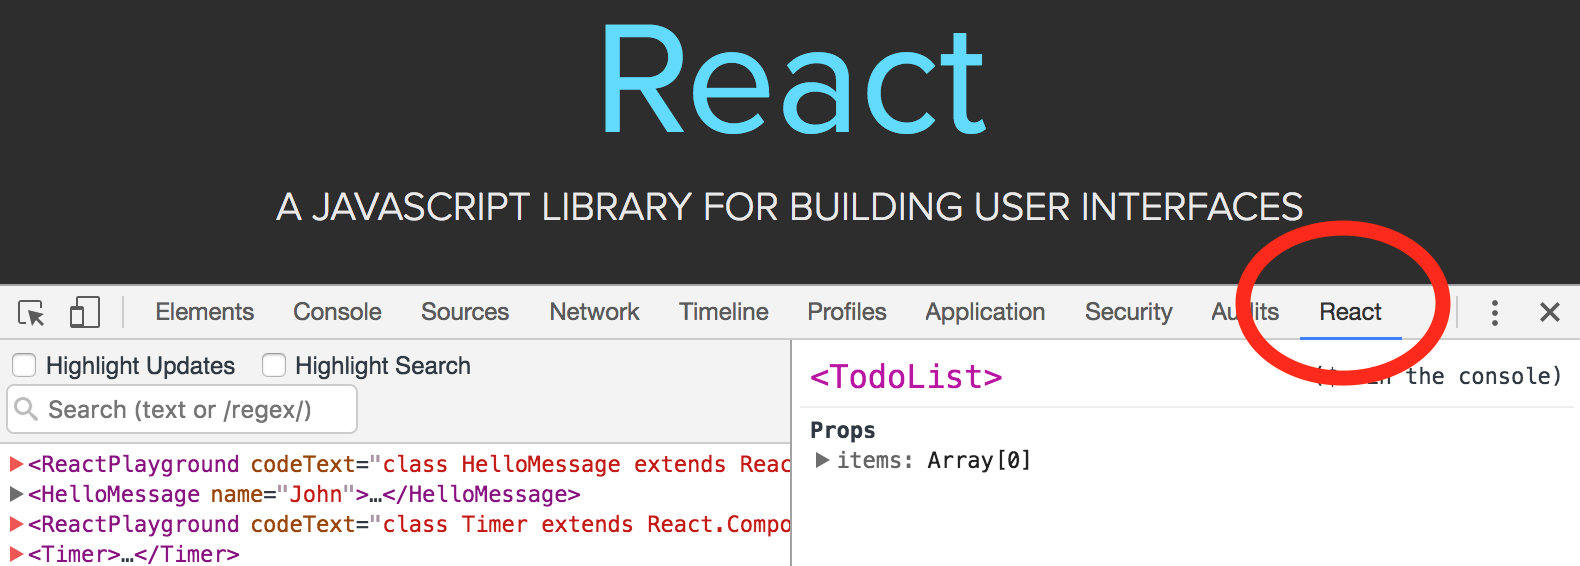 React
A JAVASCRIPT LIBRARY FOR BUILDING USER INTERFACES
Elements Console Sources Network Timeline Profiles Application Security Audits React
Highlight Updates Highlight Search
Search (text or /regex/)
<ReactPlayground codeText="class HelloMessage extends Reac
<HelloMessage name="John">…</HelloMessage>
<ReactPlayground codeText="class Timer extends React.Compo
<Timer>…</Timer>
<TodoList> in the console)
Props
items: Array[0]